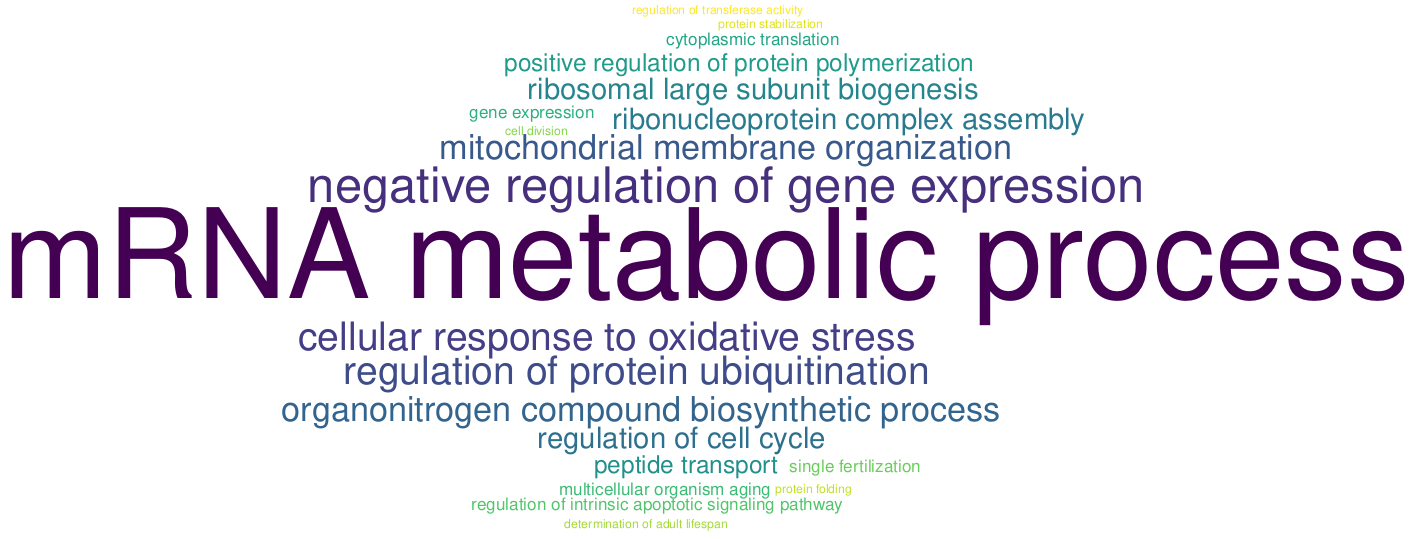 regulation of transferase activity
protein stabilization
cytoplasmic translation
positive regulation of protein polymerization
ribosomal large subunit biogenesis
gene expression
ribonucleoprotein complex assembly
cell division
mitochondrial membrane organization
negative regulation of gene expression
mRNA metabolic process
cellular response to oxidative stress
regulation of protein ubiquitination
organonitrogen compound biosynthetic process
regulation of cell cycle
peptide transport
single fertilization
multicellular organism aging
protein folding
regulation of intrinsic apoptotic signaling pathway
determination of adult lifespan